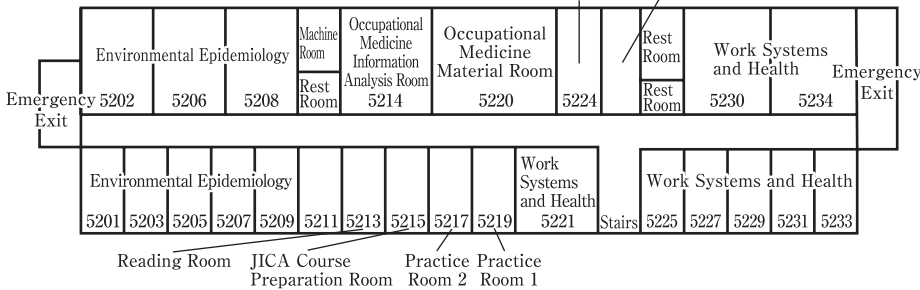 Environmental Epidemiology
5202 5206 5208
Machine
Room
Rest
Room
Occupational
Medicine
Information
Analysis Room
5214
Occupational
Medicine
Material Room
5220
5224
Rest
Room
Rest
Room
Work Systems
and Health
5230 5234
Emergency
Exit
Emergency
Exit
Environmental Epidemiology
5201 5203 5205 5207 5209 5211 5213 5215 5217 5219
Work
Systems
and Health
5221
Stairs
Work Systems and Health
5225 5227 5229 5231 5233
Reading Room
JICA Course
Preparation Room
Practice
Room 2
Practice
Room 1